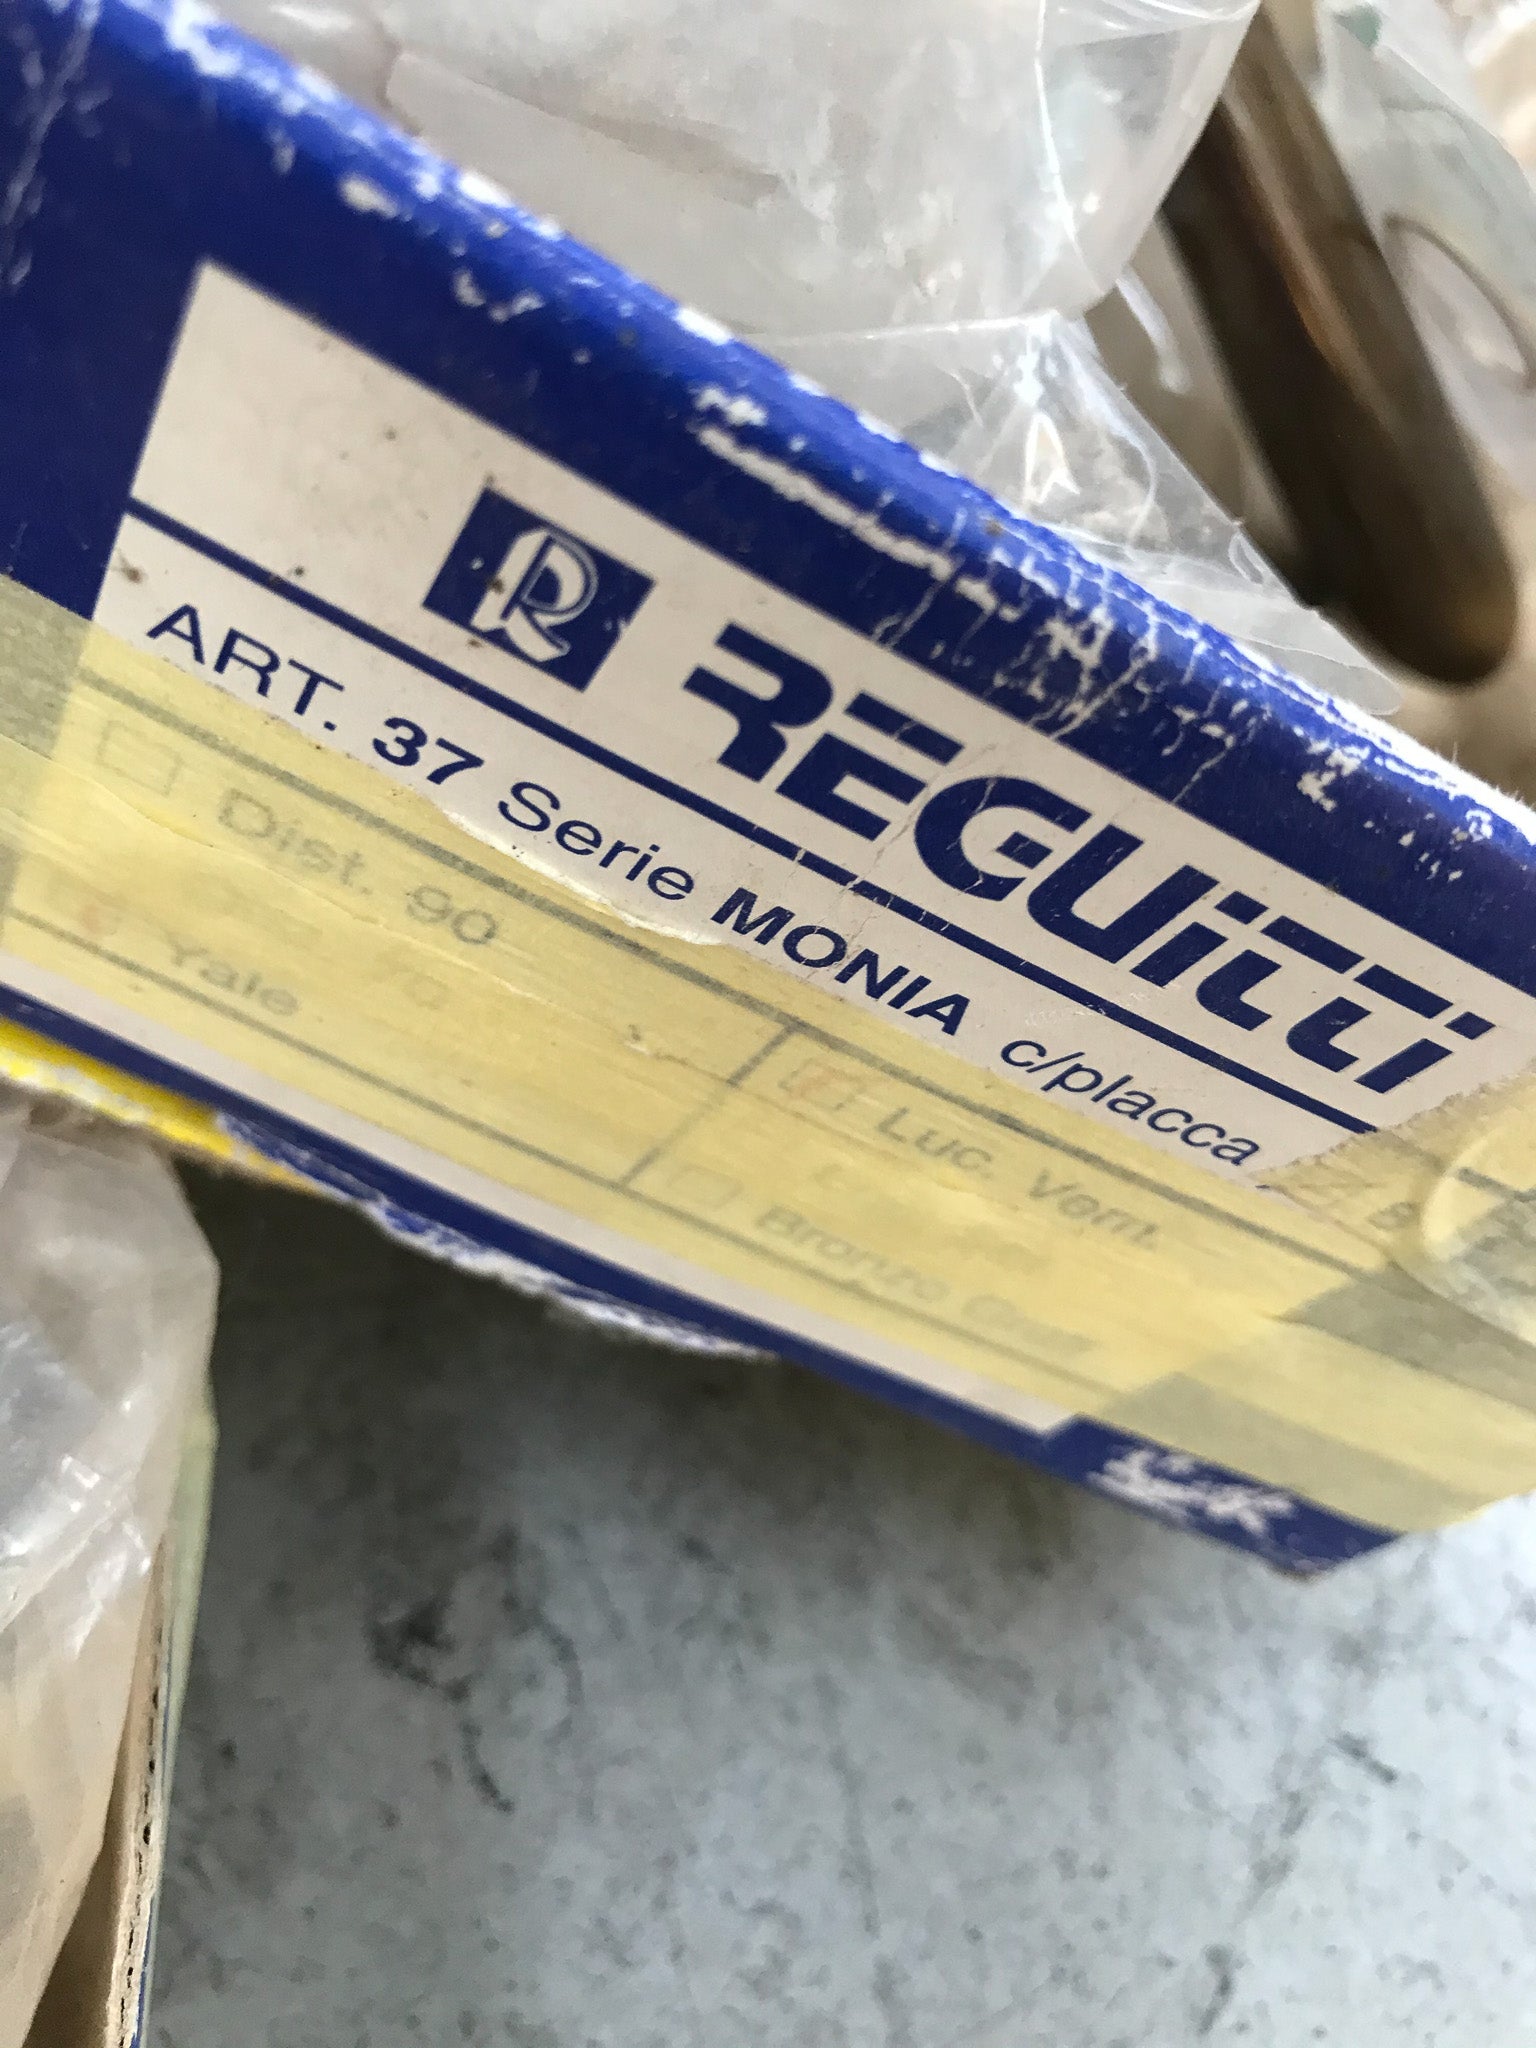 R REGUITTI
ART. 37 Serie MONIA c/placca
Dist. 90
Luc. Vern.
Yale
Bronzo